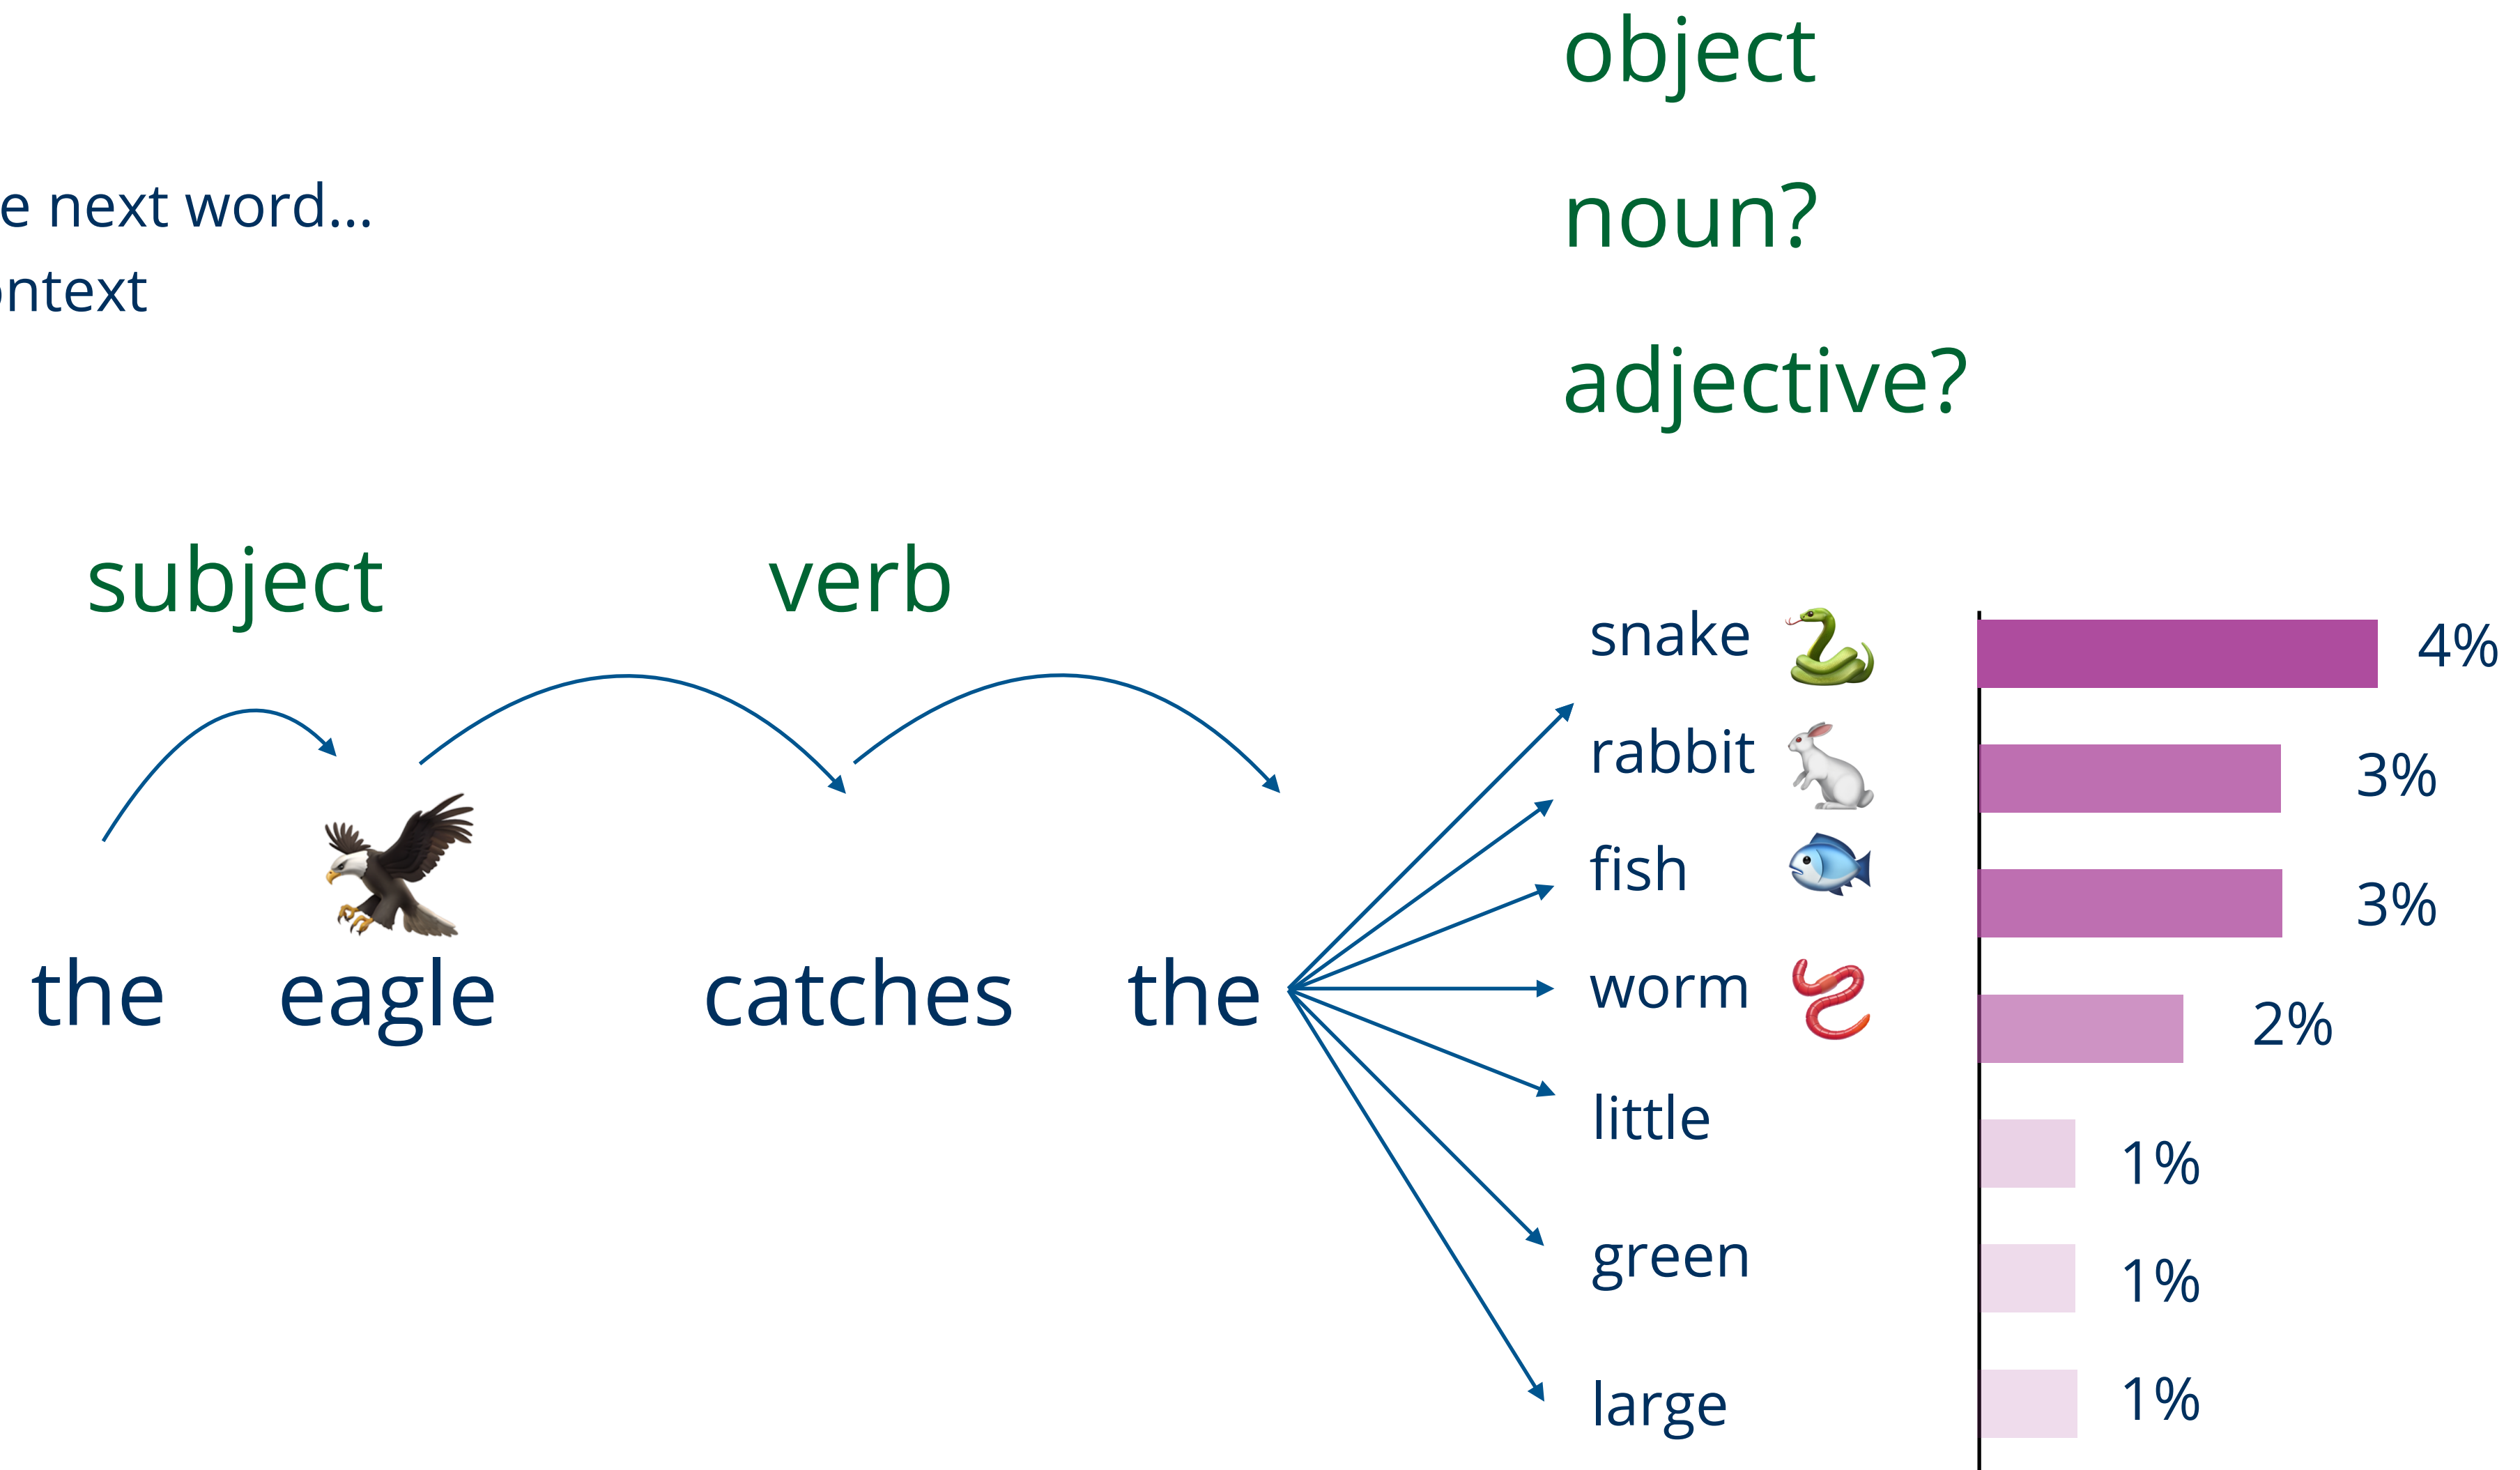 object
e next word...
noun?
ontext
adjective?
subject
verb
snake 4%
rabbit 3%
fish 3%
the eagle catches the
worm 2%
little 1%
green 1%
large 1%